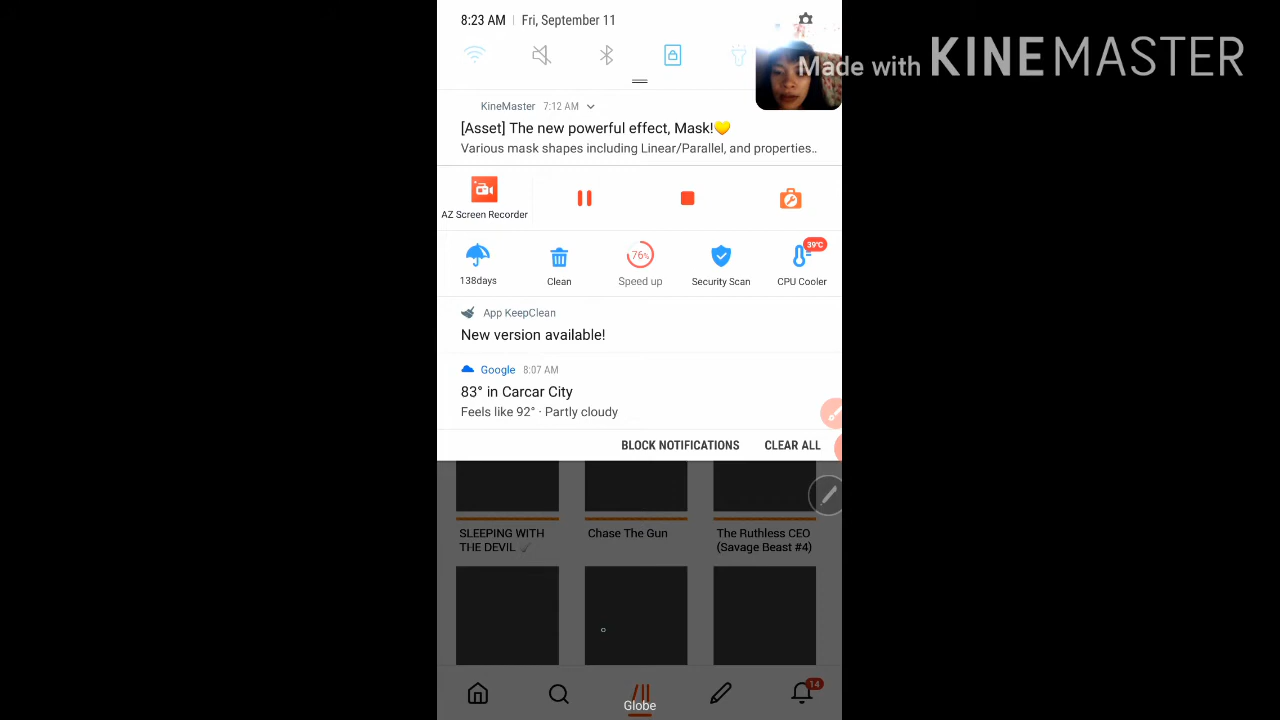 8:23 AM | Fri, September 11
Made with KINEMASTER
KineMaster 7:12 AM
[Asset] The new powerful effect, Mask!💛
Various mask shapes including Linear/Parallel, and properties..
AZ Screen Recorder
39°C
76%
138days
Clean
Speed up
Security Scan
CPU Cooler
App KeepClean
New version available!
Google 8:07 AM
83° in Carcar City
Feels like 92° · Partly cloudy
BLOCK NOTIFICATIONS CLEAR ALL
SLEEPING WITH
THE DEVIL
Chase The Gun
The Ruthless CEO
(Savage Beast #4)
14
Globe